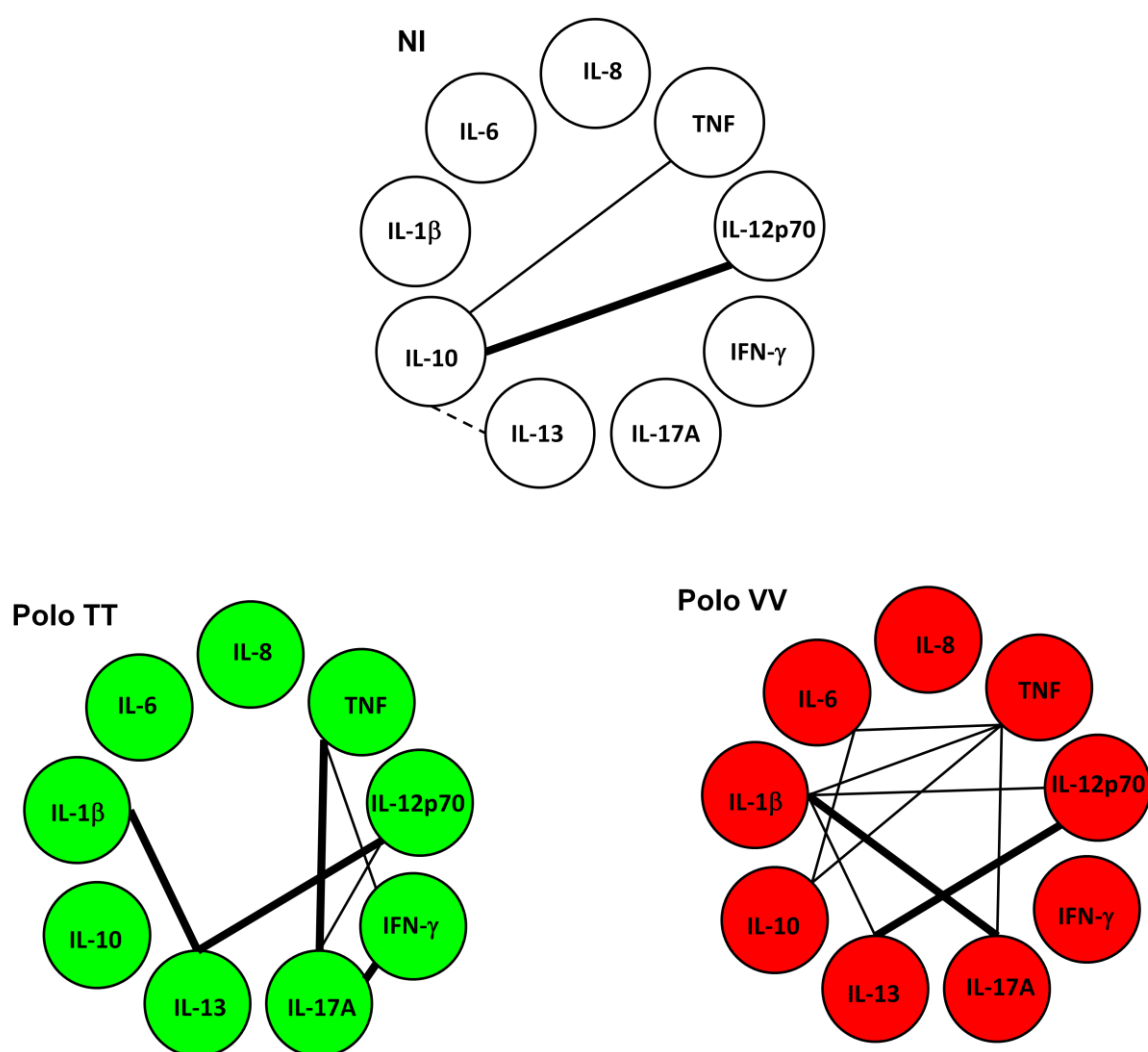 NI
IL-8
TNF
IL-6
IL-12p70
IL-1β
IFN-γ
IL-10
IL-13
IL-17A
Polo TT
IL-8
TNF
IL-6
IL-12p70
IL-1β
IFN-γ
IL-10
IL-13
IL-17A
Polo VV
IL-8
TNF
IL-6
IL-12p70
IL-1β
IFN-γ
IL-10
IL-13
IL-17A